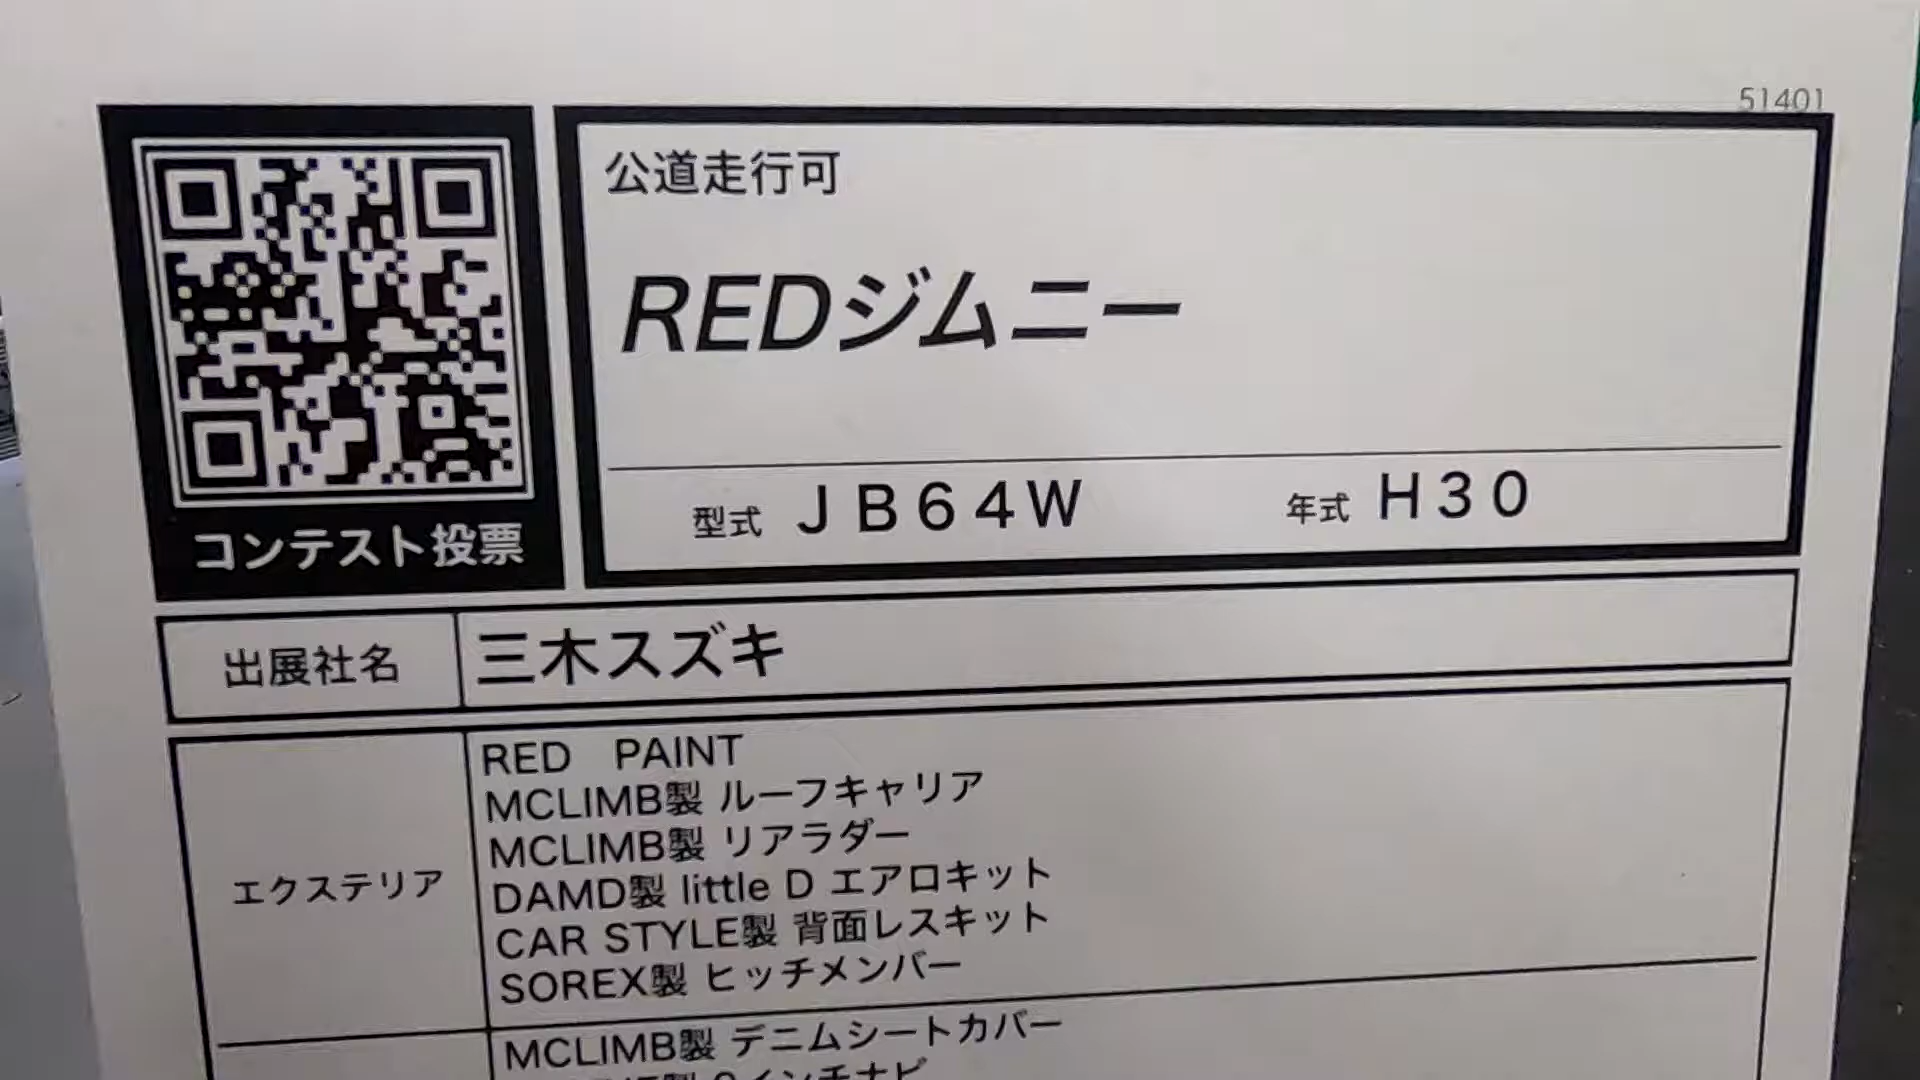 51401
公道走行可
REDジムニー
型式 JB64W 年式 H30
コンテスト投票
出展社名 三木スズキ
エクステリア
RED PAINT
MCLIMB製 ルーフキャリア
MCLIMB製 リアラダー
DAMD製 little D エアロキット
CAR STYLE製 背面レスキット
SOREX製 ヒッチメンバー
MCLIMB製 デニムシートカバー
インチナビ